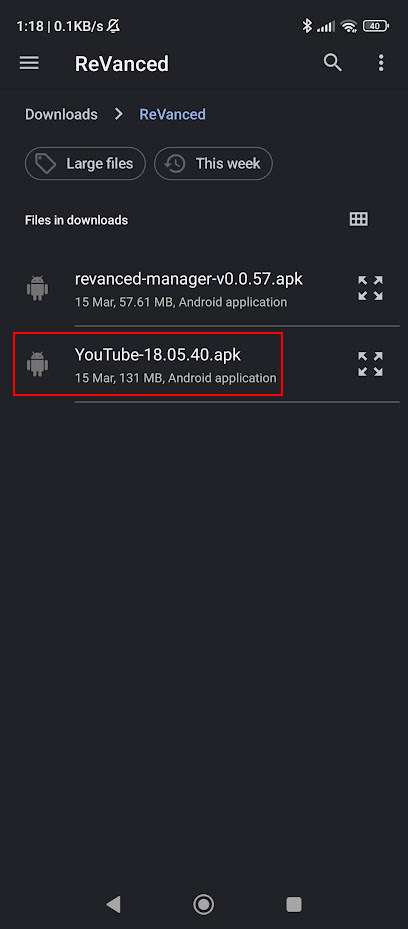 1:18 | 0.1KB/s
40
ReVanced
Downloads > ReVanced
Large files
This week
Files in downloads
revanced-manager-v0.0.57.apk
15 Mar, 57.61 MB, Android application
YouTube-18.05.40.apk
15 Mar, 131 MB, Android application